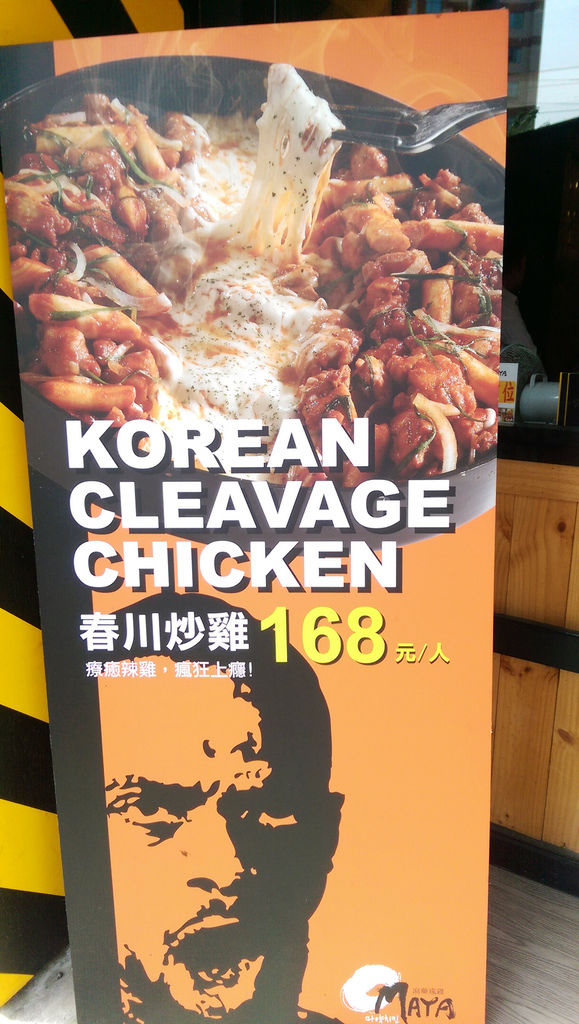 KOREAN
CLEAVAGE
CHICKEN
春川炒雞 168 元/人
療癒辣雞，瘋狂上癮!
MAYA
位